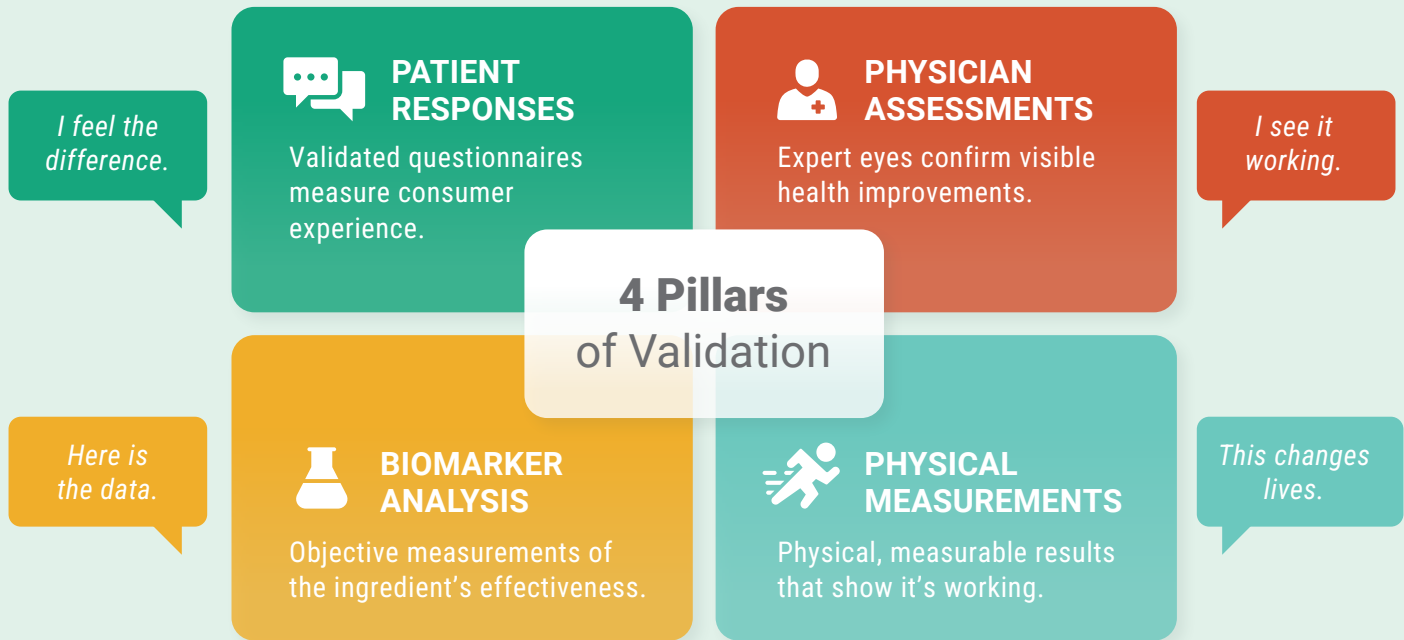 I feel the
difference.
PATIENT
RESPONSES
Validated questionnaires
measure consumer
experience.
PHYSICIAN
ASSESSMENTS
Expert eyes confirm visible
health improvements.
I see it
working.
4 Pillars
of Validation
Here is
the data.
BIOMARKER
ANALYSIS
Objective measurements of
the ingredient’s effectiveness.
PHYSICAL
MEASUREMENTS
Physical, measurable results
that show it’s working.
This changes
lives.